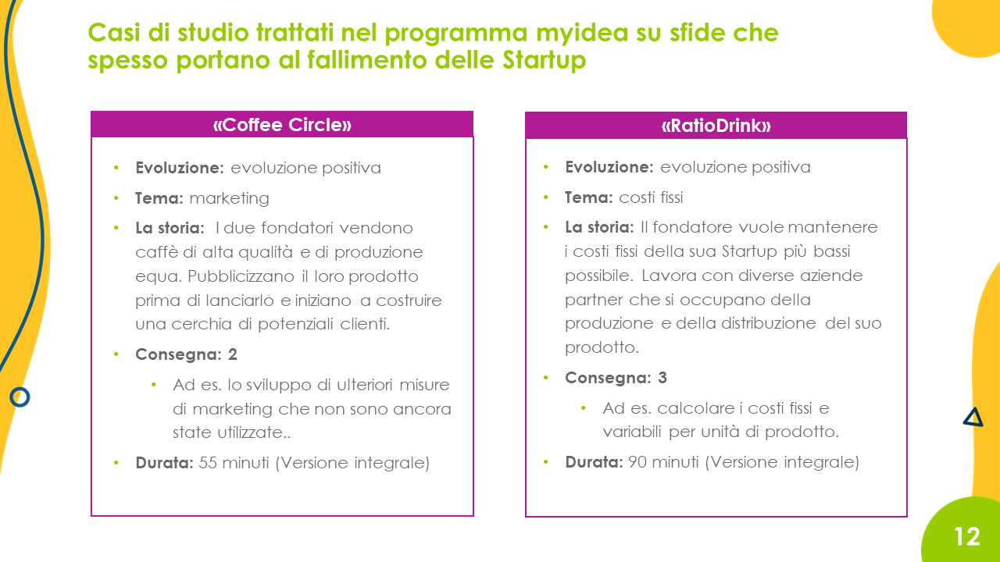 Casi di studio trattati nel programma myidea su sfide che
spesso portano al fallimento delle Startup
«Coffee Circle»
• Evoluzione: evoluzione positiva
• Tema: marketing
• La storia: I due fondatori vendono
caffè di alta qualità e di produzione
equa. Pubblicizzano il loro prodotto
prima di lanciarlo e iniziano a costruire
una cerchia di potenziali clienti.
• Consegna: 2
• Ad es. lo sviluppo di ulteriori misure
di marketing che non sono ancora
state utilizzate..
• Durata: 55 minuti (Versione integrale)
«RatioDrink»
• Evoluzione: evoluzione positiva
• Tema: costi fissi
• La storia: Il fondatore vuole mantenere
i costi fissi della sua Startup più bassi
possibile. Lavora con diverse aziende
partner che si occupano della
produzione e della distribuzione del suo
prodotto.
• Consegna: 3
• Ad es. calcolare i costi fissi e
variabili per unità di prodotto.
• Durata: 90 minuti (Versione integrale)
12